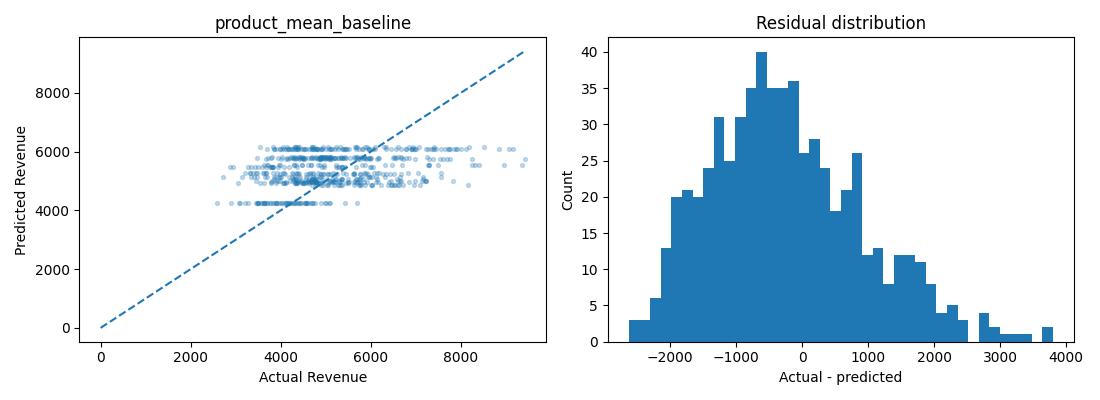 product_mean_baseline
Predicted Revenue
8000
6000
4000
2000
0
0 2000 4000 6000 8000
Actual Revenue
Residual distribution
Count
40
35
30
25
20
15
10
5
0
−2000 −1000 0 1000 2000 3000 4000
Actual - predicted